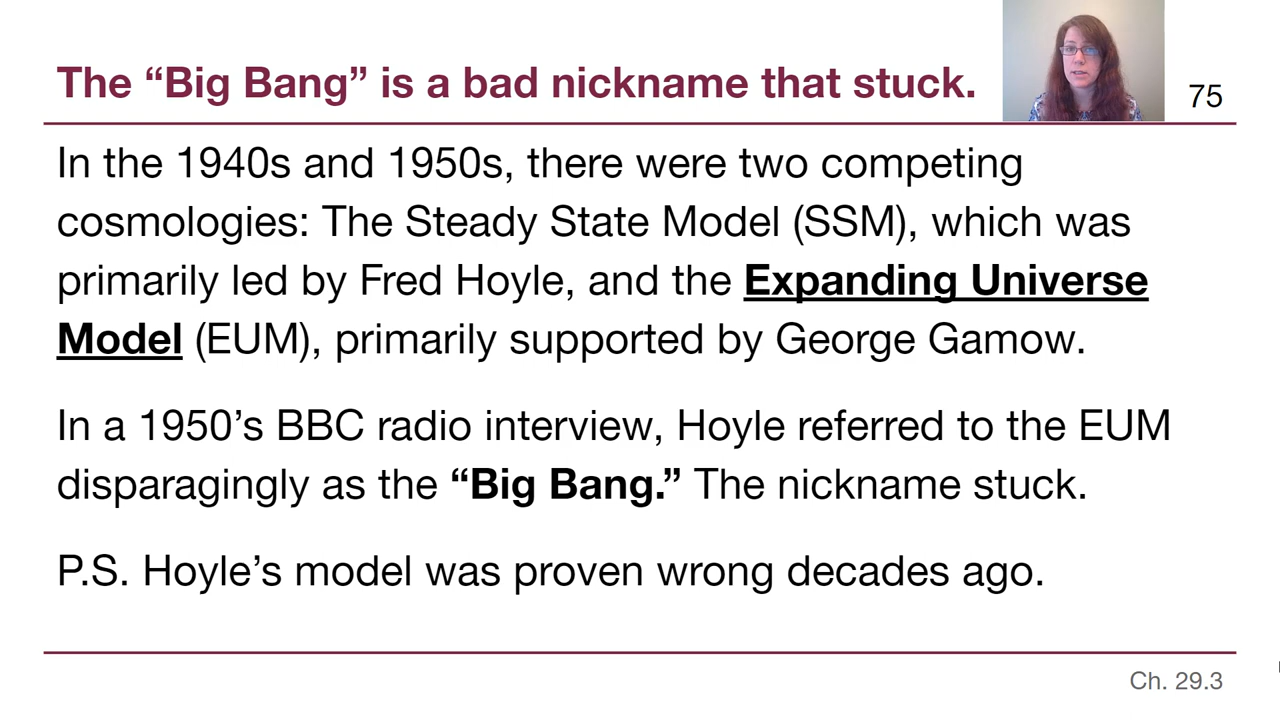 The “Big Bang” is a bad nickname that stuck.
75
In the 1940s and 1950s, there were two competing
cosmologies: The Steady State Model (SSM), which was
primarily led by Fred Hoyle, and the Expanding Universe
Model (EUM), primarily supported by George Gamow.
In a 1950’s BBC radio interview, Hoyle referred to the EUM
disparagingly as the “Big Bang.” The nickname stuck.
P.S. Hoyle’s model was proven wrong decades ago.
Ch. 29.3